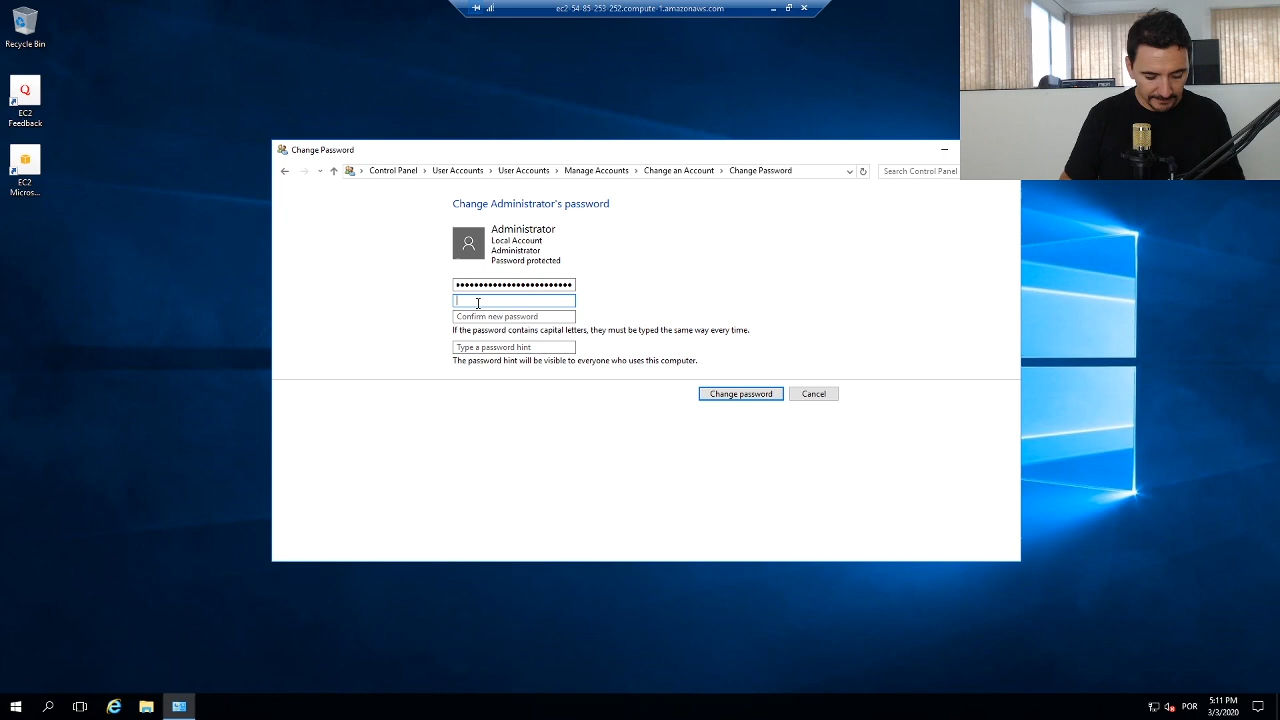 ec2-54-85-253-252.compute-1.amazonaws.com
Recycle Bin
EC2
Feedback
EC2
Micros...
Change Password
Control Panel > User Accounts > User Accounts > Manage Accounts > Change an Account > Change Password
Search Control Panel
Change Administrator's password
Administrator
Local Account
Administrator
Password protected
Confirm new password
If the password contains capital letters, they must be typed the same way every time.
Type a password hint
The password hint will be visible to everyone who uses this computer.
Change password
Cancel
POR
5:11 PM
3/3/2020